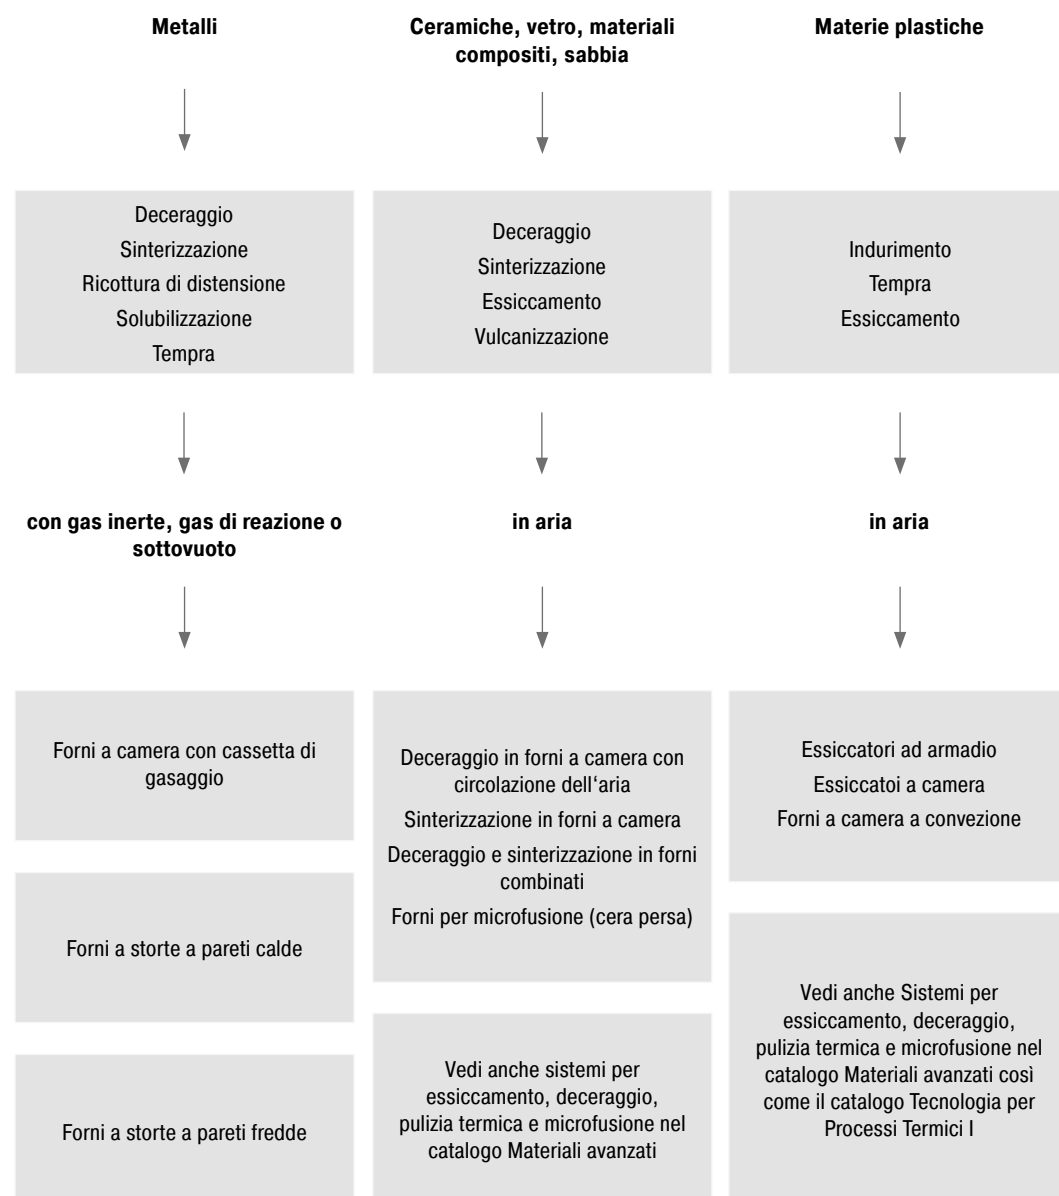 Metalli
Ceramiche, vetro, materiali
compositi, sabbia
Materie plastiche
Deceraggio
Sinterizzazione
Ricottura di distensione
Solubilizzazione
Tempra
Deceraggio
Sinterizzazione
Essiccamento
Vulcanizzazione
Indurimento
Tempra
Essiccamento
con gas inerte, gas di reazione o
sottovuoto
in aria
in aria
Forni a camera con cassetta di
gasaggio
Forni a storte a pareti calde
Forni a storte a pareti fredde
Deceraggio in forni a camera con
circolazione dell‘aria
Sinterizzazione in forni a camera
Deceraggio e sinterizzazione in forni
combinati
Forni per microfusione (cera persa)
Vedi anche sistemi per
essiccamento, deceraggio,
pulizia termica e microfusione nel
catalogo Materiali avanzati
Essiccatori ad armadio
Essiccatoi a camera
Forni a camera a convezione
Vedi anche Sistemi per
essiccamento, deceraggio,
pulizia termica e microfusione nel
catalogo Materiali avanzati così
come il catalogo Tecnologia per
Processi Termici I